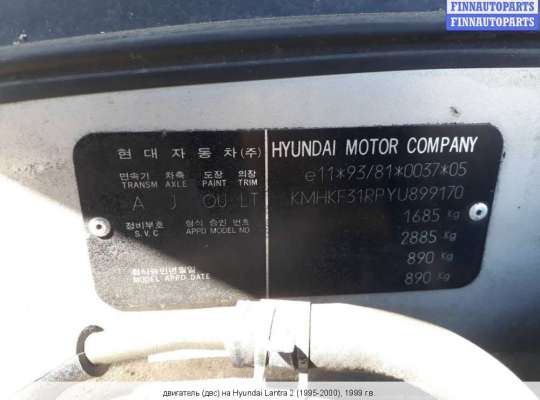 FINNAUTOPARTS
FINNAUTOPARTS
현대자동차(주)
HYUNDAI MOTOR COMPANY
변속기 차축 도장 의장
TRANSM AXLE PAINT TRIM
A J OU LT
정비부호 형식 승인 번호
S.V.C APPD MODEL NO
형식승인년월일
MODEL APPD DATE
e11*93/81*0037*05
KMHKF31RPYU899170
1685 Kg
2885 Kg
890 Kg
890 Kg
двигатель (двс) на Hyundai Lantra 2 (1995-2000), 1999 г.в.